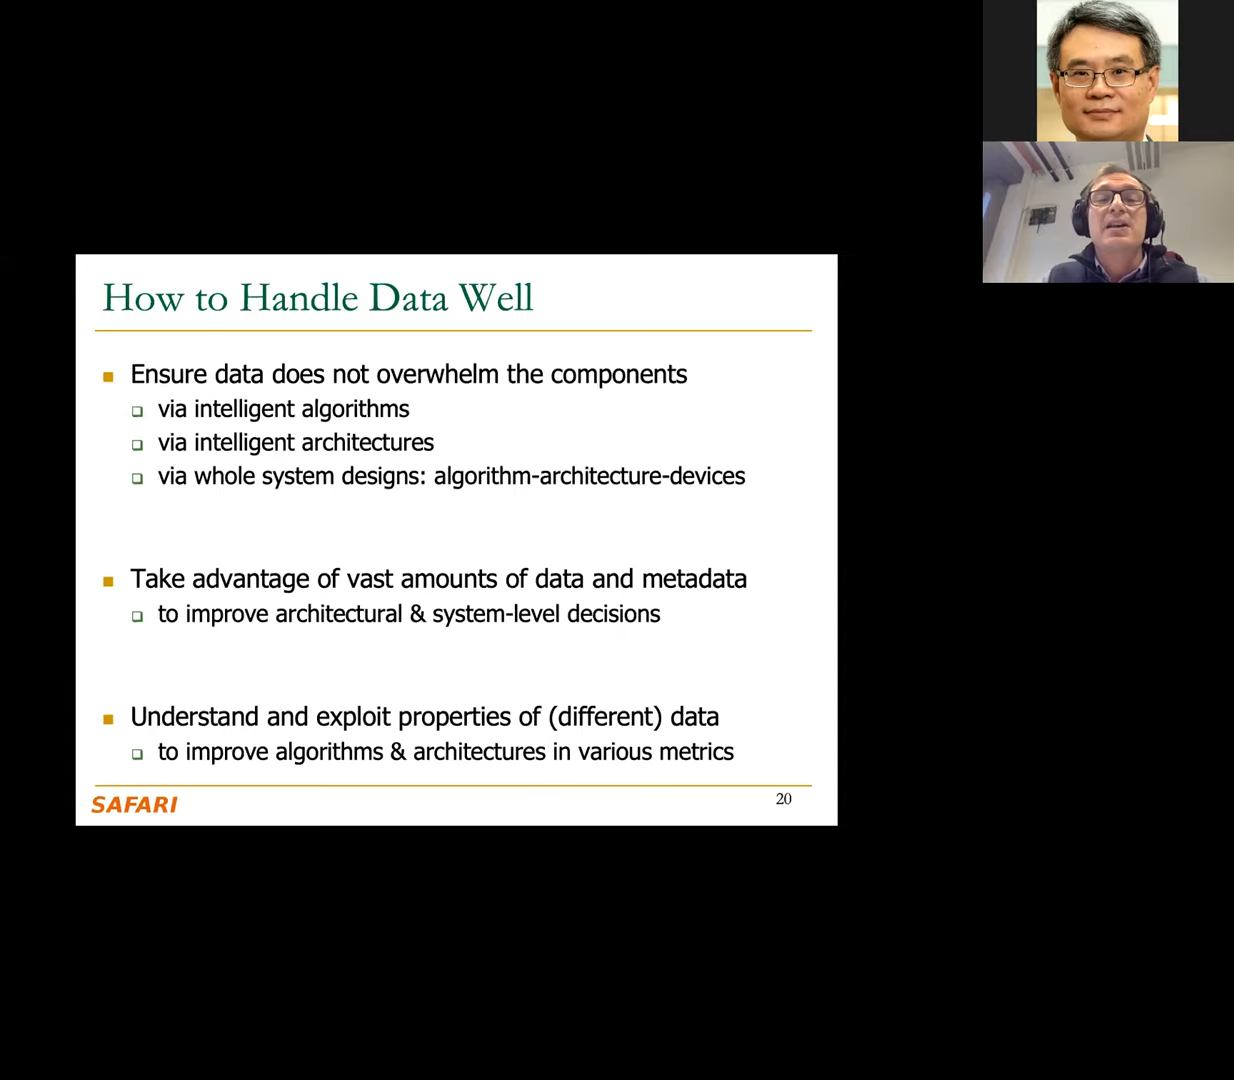 How to Handle Data Well
Ensure data does not overwhelm the components
via intelligent algorithms
via intelligent architectures
via whole system designs: algorithm-architecture-devices
Take advantage of vast amounts of data and metadata
to improve architectural & system-level decisions
Understand and exploit properties of (different) data
to improve algorithms & architectures in various metrics
SAFARI
20